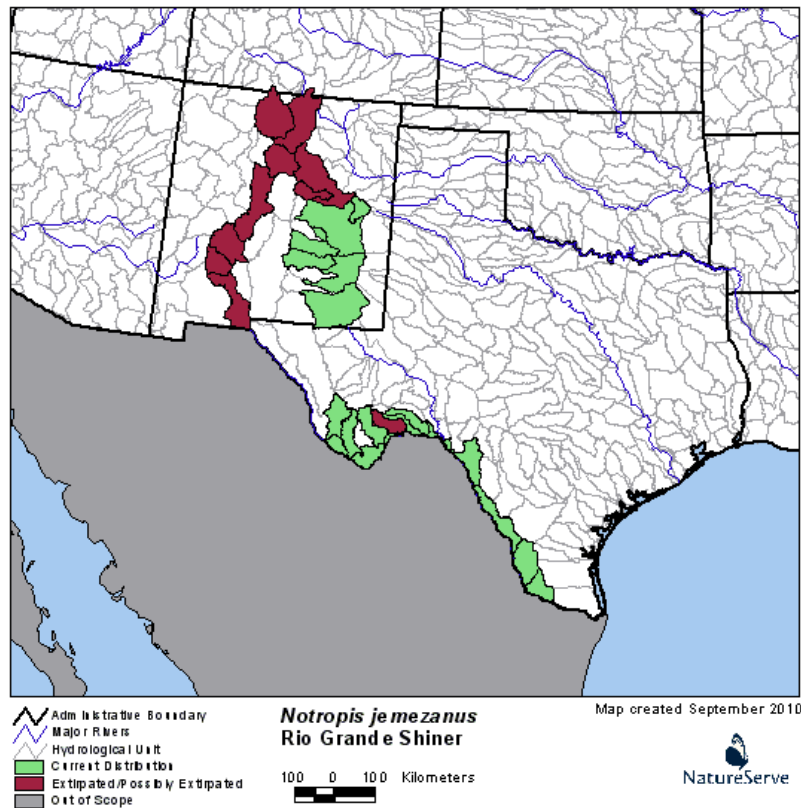 Administrative Boundary
Major Rivers
Hydrological Unit
Current Distribution
Extirpated/Possibly Extirpated
Out of Scope
Notropis jemezanus
Rio Grande Shiner
100 0 100 Kilometers
Map created September 2010
NatureServe